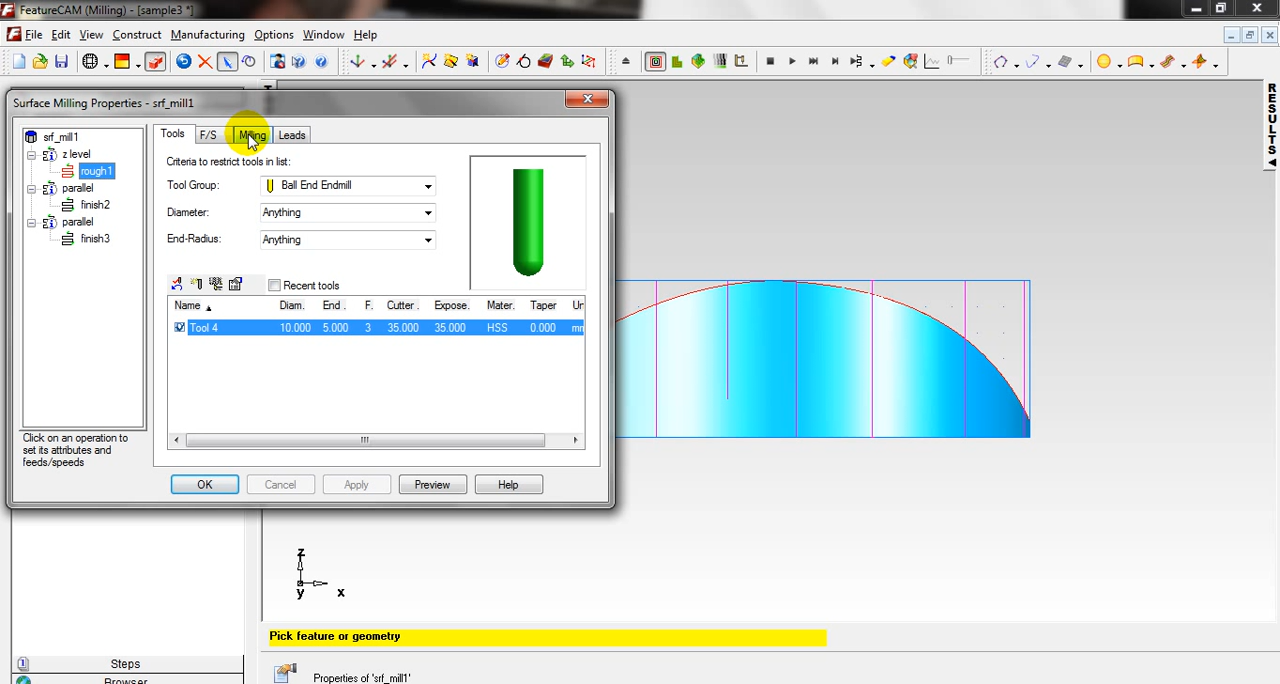 FeatureCAM (Milling) - [sample3 *]
File Edit View Construct Manufacturing Options Window Help
Surface Milling Properties - srf_mill1
srf_mill1
z level
rough1
parallel
finish2
parallel
finish3
Click on an operation to
set its attributes and
feeds/speeds
Tools F/S Milling Leads
Criteria to restrict tools in list:
Tool Group: Ball End Endmill
Diameter: Anything
End-Radius: Anything
Recent tools
Name Diam. End . F. Cutter . Expose. Mater. Taper Un
Tool 4 10.000 5.000 3 35.000 35.000 HSS 0.000 mm
OK Cancel Apply Preview Help
RESULTS
z
y x
Pick feature or geometry
Steps
Browser
Properties of 'srf_mill1'